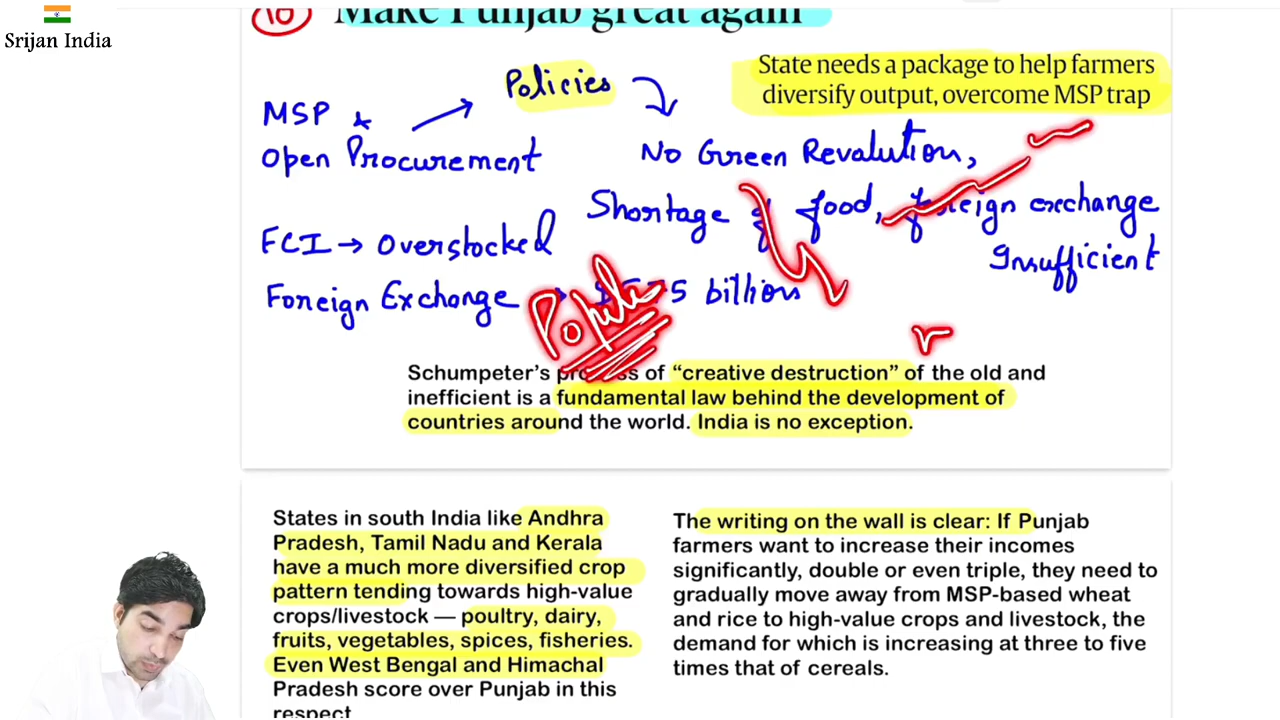 Srijan India
10
Make Punjab great again
State needs a package to help farmers
diversify output, overcome MSP trap
Policies
MSP &
Open Procurement
No Green Revalution,
Shortage of food, foreign exchange
Insufficient
FCI → Overstocked
Foreign Exchange → billion
Schumpeter's process of “creative destruction” of the old and
inefficient is a fundamental law behind the development of
countries around the world. India is no exception.
States in south India like Andhra
Pradesh, Tamil Nadu and Kerala
have a much more diversified crop
pattern tending towards high-value
crops/livestock — poultry, dairy,
fruits, vegetables, spices, fisheries.
Even West Bengal and Himachal
Pradesh score over Punjab in this
respect
The writing on the wall is clear: If Punjab
farmers want to increase their incomes
significantly, double or even triple, they need to
gradually move away from MSP-based wheat
and rice to high-value crops and livestock, the
demand for which is increasing at three to five
times that of cereals.